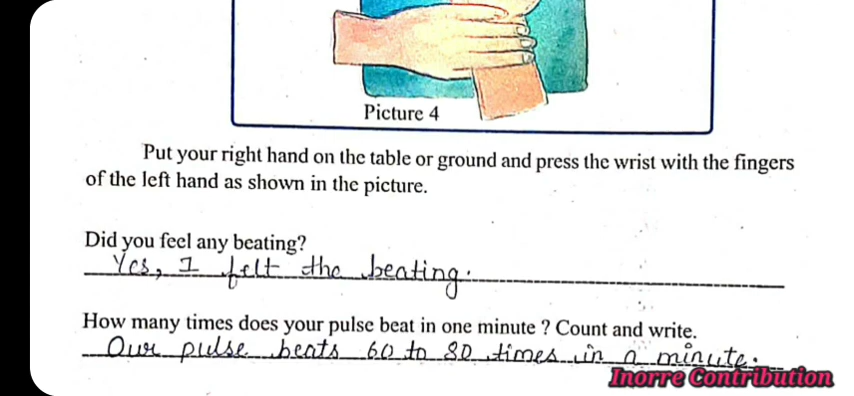 Picture 4
Put your right hand on the table or ground and press the wrist with the fingers
of the left hand as shown in the picture.
Did you feel any beating?
Yes, I felt the beating.
How many times does your pulse beat in one minute ? Count and write.
Our pulse beats 60 to 80 times in a minute.
Inorre Contribution